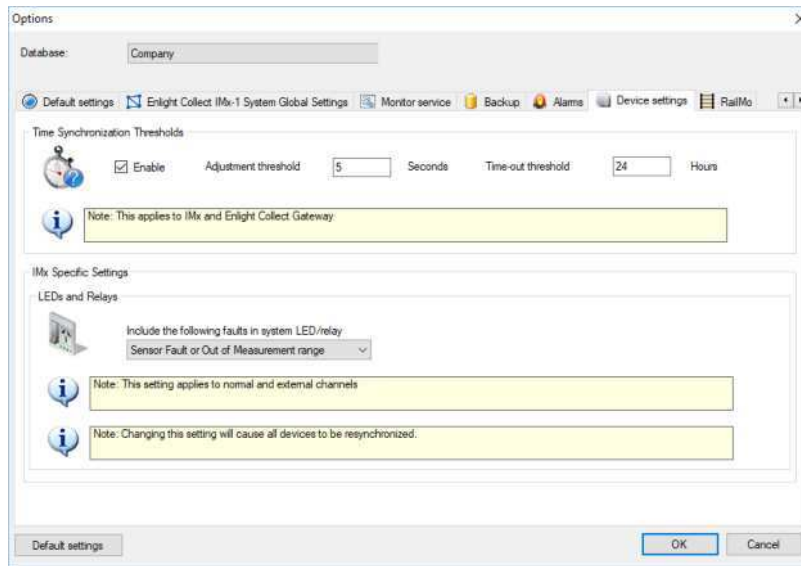 Options
Database: Company
Default settings Enlight Collect IMx-1 System Global Settings Monitor service Backup Alarms Device settings RailMo
Time Synchronization Thresholds
Enable Adjustment threshold 5 Seconds Time-out threshold 24 Hours
Note: This applies to IMx and Enlight Collect Gateway
IMx Specific Settings
LEDs and Relays
Include the following faults in system LED/relay
Sensor Fault or Out of Measurement range
Note: This setting applies to normal and external channels
Note: Changing this setting will cause all devices to be resynchronized.
Default settings OK Cancel